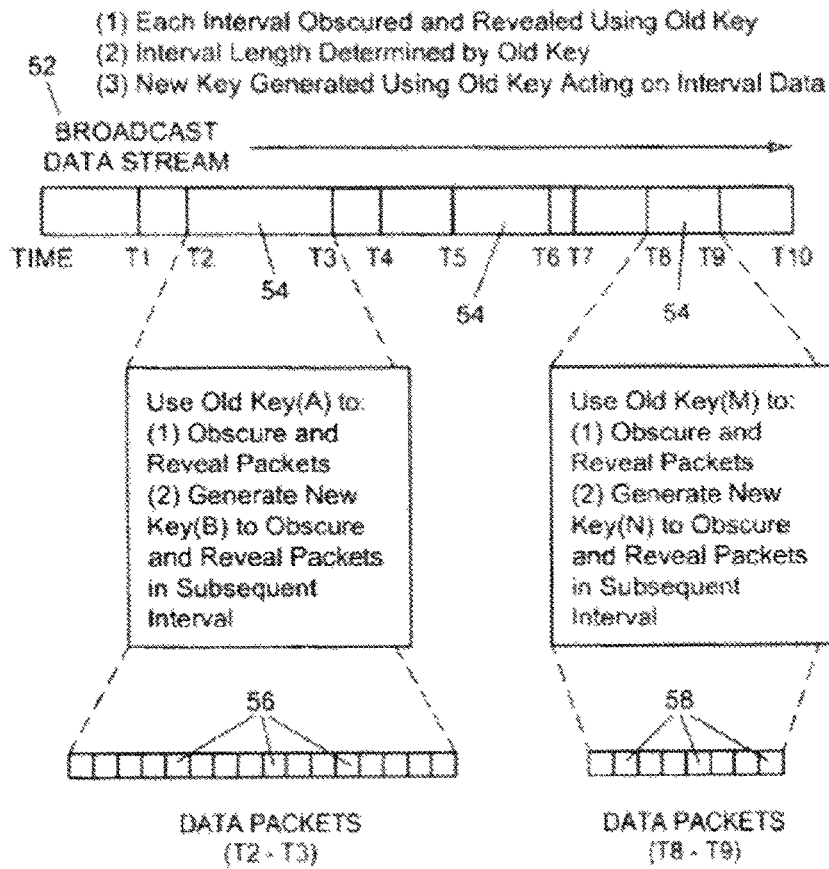 (1) Each Interval Obscured and Revealed Using Old Key
(2) Interval Length Determined by Old Key
(3) New Key Generated Using Old Key Acting on Interval Data
52
BROADCAST
DATA STREAM
TIME T1 T2 T3 T4 T5 T6 T7 T8 T9 T10
54 54 54
Use Old Key(A) to:
(1) Obscure and
Reveal Packets
(2) Generate New
Key(B) to Obscure
and Reveal Packets
in Subsequent
Interval
Use Old Key(M) to:
(1) Obscure and
Reveal Packets
(2) Generate New
Key(N) to Obscure
and Reveal Packets
in Subsequent
Interval
56 58
DATA PACKETS
(T2 - T3)
DATA PACKETS
(T8 - T9)